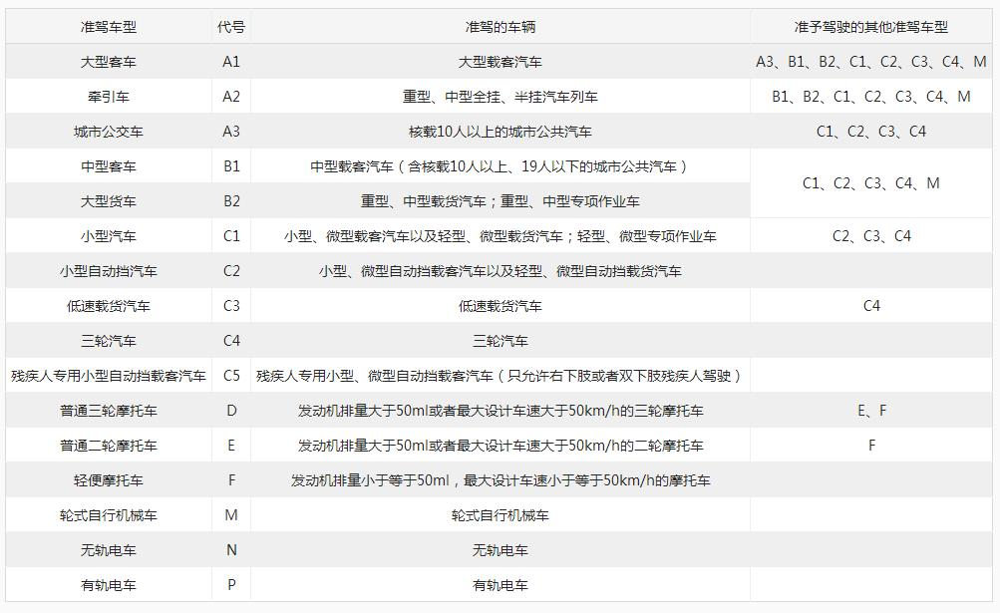 准驾车型 代号 准驾的车辆 准予驾驶的其他准驾车型
大型客车 A1 大型载客汽车 A3、B1、B2、C1、C2、C3、C4、M
牵引车 A2 重型、中型全挂、半挂汽车列车 B1、B2、C1、C2、C3、C4、M
城市公交车 A3 核载10人以上的城市公共汽车 C1、C2、C3、C4
中型客车 B1 中型载客汽车（含核载10人以上、19人以下的城市公共汽车）
C1、C2、C3、C4、M
大型货车 B2 重型、中型载货汽车；重型、中型专项作业车
小型汽车 C1 小型、微型载客汽车以及轻型、微型载货汽车；轻型、微型专项作业车 C2、C3、C4
小型自动挡汽车 C2 小型、微型自动挡载客汽车以及轻型、微型自动挡载货汽车
低速载货汽车 C3 低速载货汽车 C4
三轮汽车 C4 三轮汽车
残疾人专用小型自动挡载客汽车 C5 残疾人专用小型、微型自动挡载客汽车（只允许右下肢或者双下肢残疾人驾驶）
普通三轮摩托车 D 发动机排量大于50ml或者最大设计车速大于50km/h的三轮摩托车 E、F
普通二轮摩托车 E 发动机排量大于50ml或者最大设计车速大于50km/h的二轮摩托车 F
轻便摩托车 F 发动机排量小于等于50ml，最大设计车速小于等于50km/h的摩托车
轮式自行机械车 M 轮式自行机械车
无轨电车 N 无轨电车
有轨电车 P 有轨电车